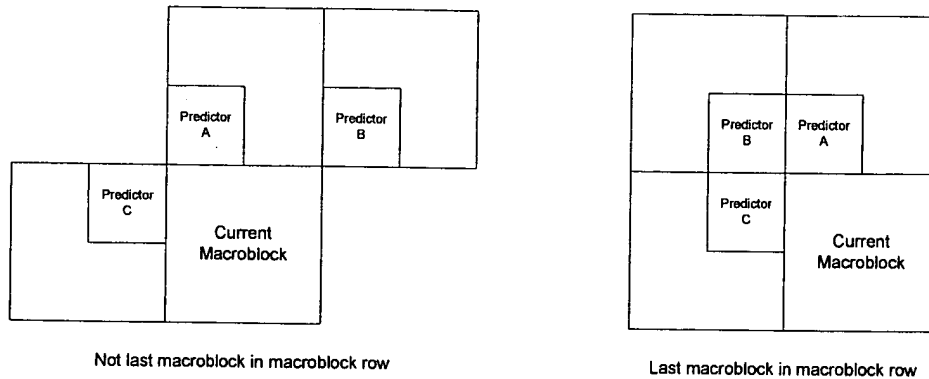 Predictor
A
Predictor
B
Predictor
C
Current
Macroblock
Not last macroblock in macroblock row
Predictor
B
Predictor
A
Predictor
C
Current
Macroblock
Last macroblock in macroblock row